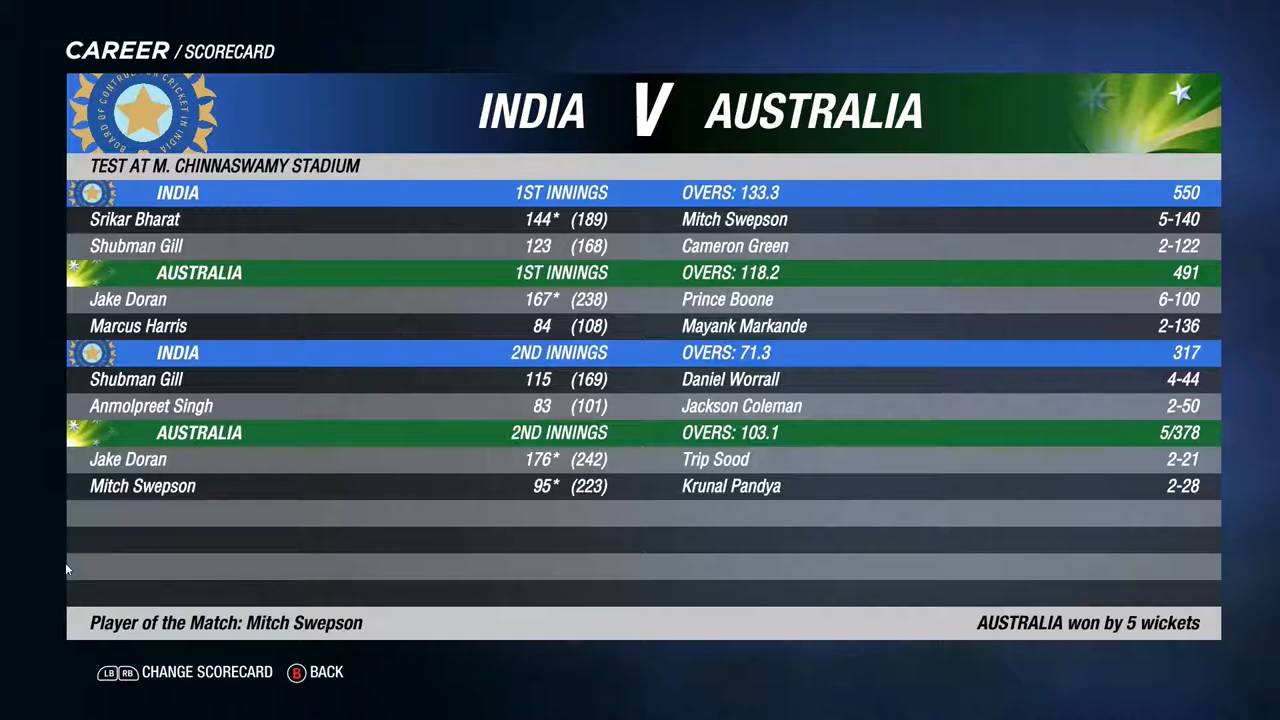 CAREER / SCORECARD
BOARD OF CONTROL CRICKET IN INDIA
INDIA V AUSTRALIA
TEST AT M. CHINNASWAMY STADIUM
INDIA 1ST INNINGS OVERS: 133.3 550
Srikar Bharat 144* (189) Mitch Swepson 5-140
Shubman Gill 123 (168) Cameron Green 2-122
AUSTRALIA 1ST INNINGS OVERS: 118.2 491
Jake Doran 167* (238) Prince Boone 6-100
Marcus Harris 84 (108) Mayank Markande 2-136
INDIA 2ND INNINGS OVERS: 71.3 317
Shubman Gill 115 (169) Daniel Worrall 4-44
Anmolpreet Singh 83 (101) Jackson Coleman 2-50
AUSTRALIA 2ND INNINGS OVERS: 103.1 5/378
Jake Doran 176* (242) Trip Sood 2-21
Mitch Swepson 95* (223) Krunal Pandya 2-28
Player of the Match: Mitch Swepson AUSTRALIA won by 5 wickets
LB RB CHANGE SCORECARD B BACK